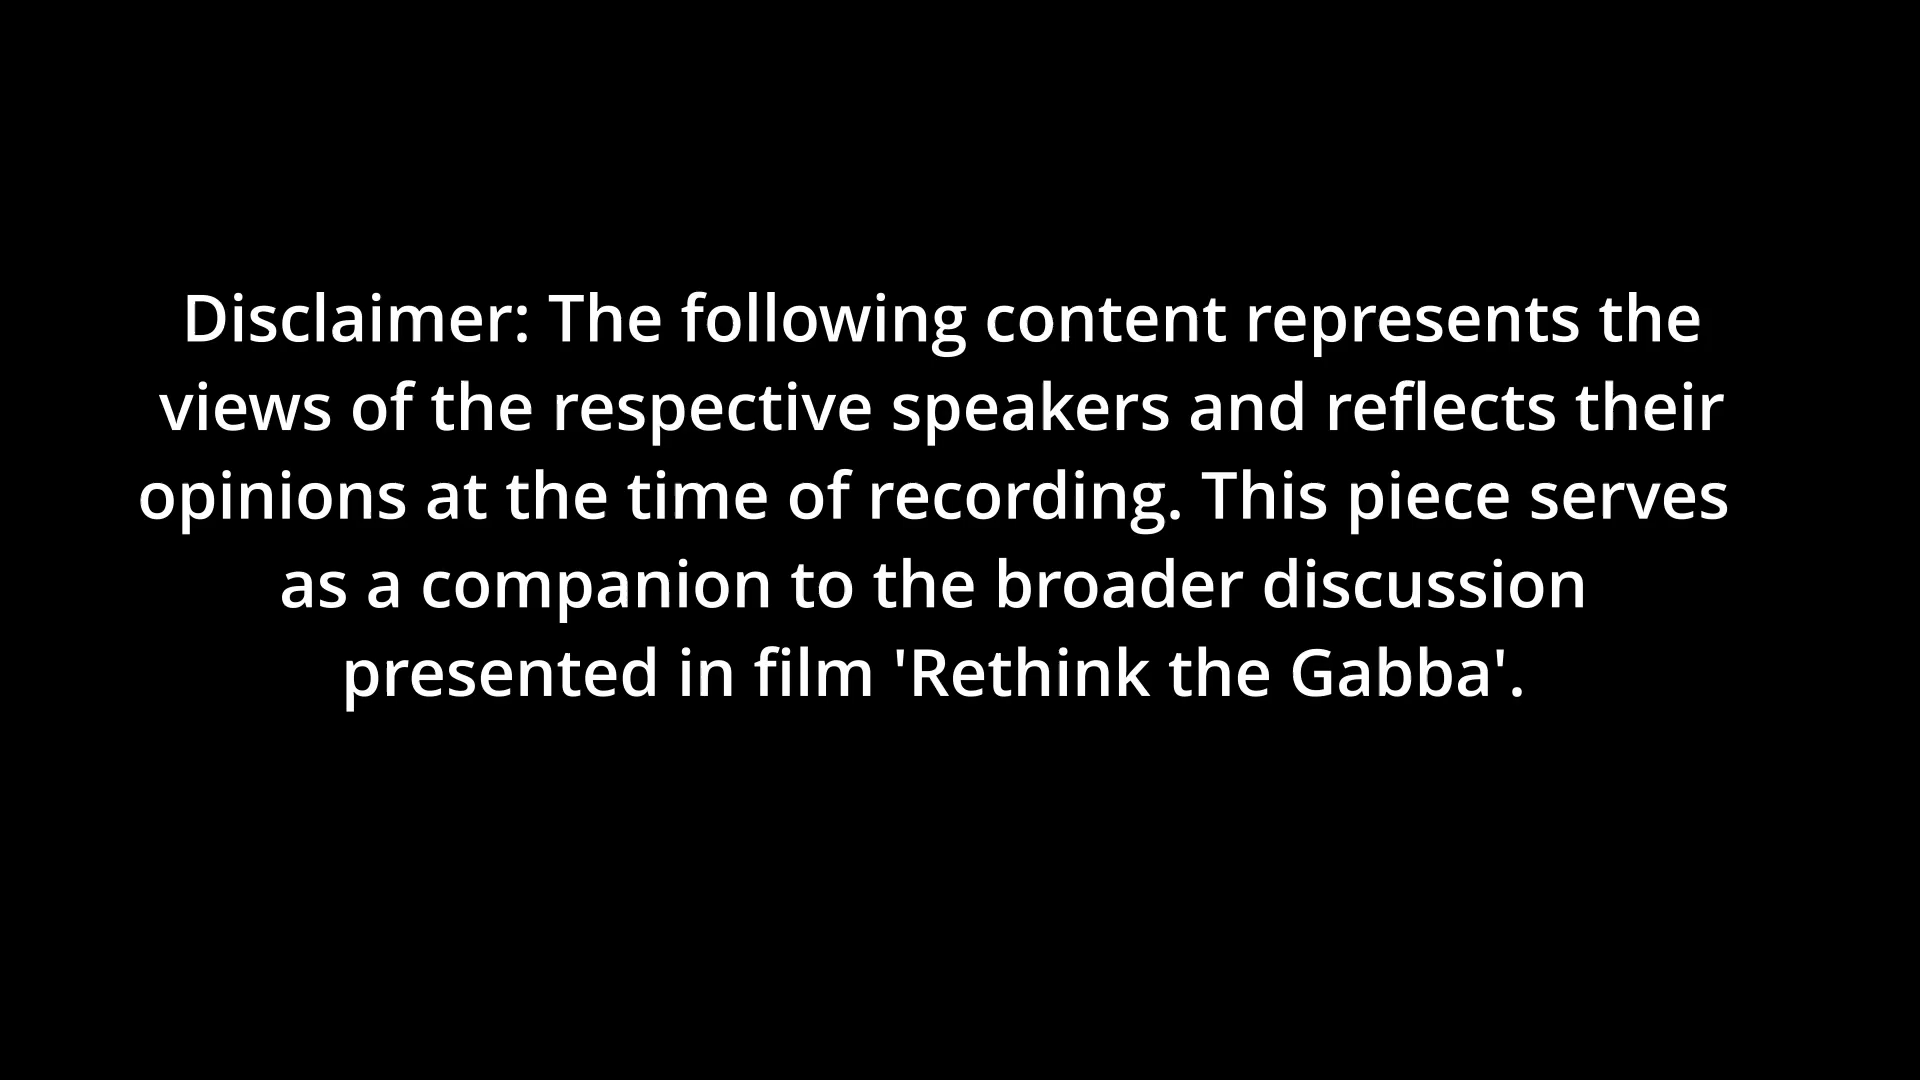 Disclaimer: The following content represents the
views of the respective speakers and reflects their
opinions at the time of recording. This piece serves
as a companion to the broader discussion
presented in film 'Rethink the Gabba'.